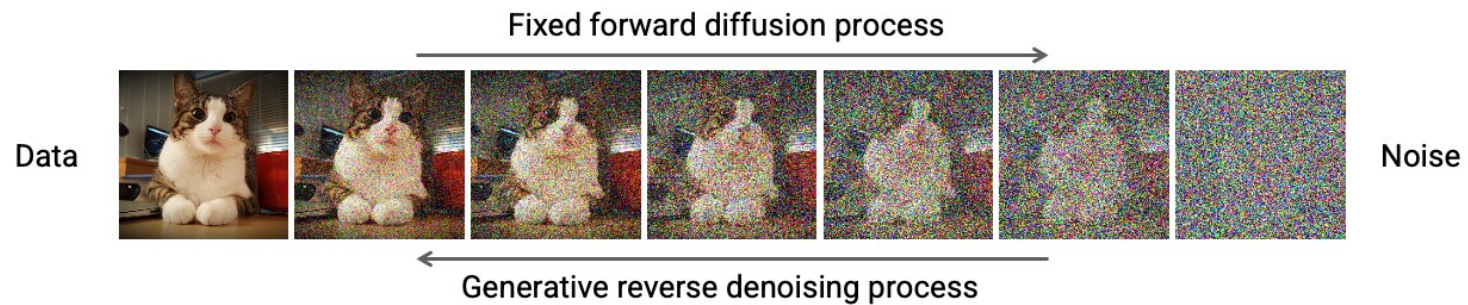 Fixed forward diffusion process
Data
Noise
Generative reverse denoising process